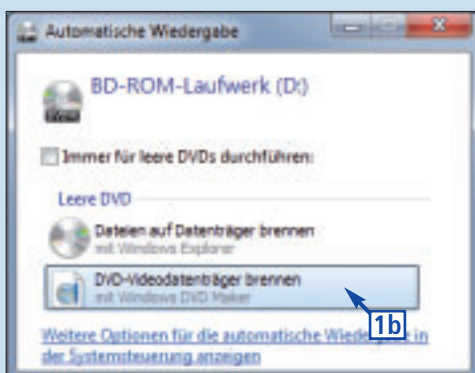 Automatische Wiedergabe
BD-ROM-Laufwerk (D:)
Immer für leere DVDs durchführen:
Leere DVD
Dateien auf Datenträger brennen
mit Windows Explorer
DVD-Videodatenträger brennen
mit Windows DVD Maker
1b
Weitere Optionen für die automatische Wiedergabe in
der Systemsteuerung anzeigen